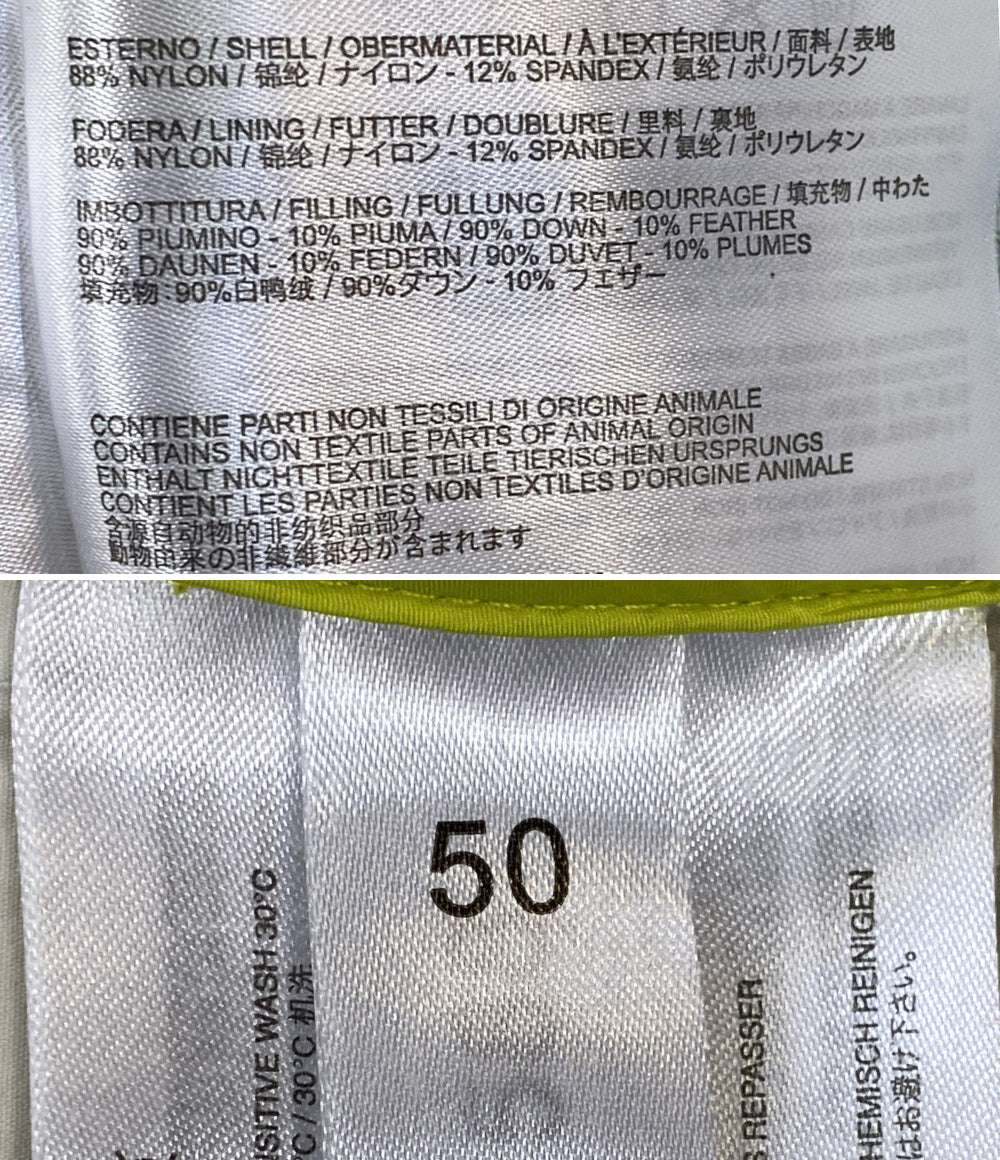 ESTERNO / SHELL / OBERMATERIAL / À L'EXTÉRIEUR / 面料 / 表地
88% NYLON / 锦纶 / ナイロン - 12% SPANDEX / 氨纶 / ポリウレタン
FODERA / LINING / FUTTER / DOUBLURE / 里料 / 裏地
88% NYLON / 锦纶 / ナイロン - 12% SPANDEX / 氨纶 / ポリウレタン
IMBOTTITURA / FILLING / FULLUNG / REMBOURRAGE / 填充物 / 中わた
90% PIUMINO - 10% PIUMA / 90% DOWN - 10% FEATHER
90% DAUNEN - 10% FEDERN / 90% DUVET - 10% PLUMES
填充物 : 90%白鸭绒 / 90%ダウン - 10% フェザー
CONTIENE PARTI NON TESSILI DI ORIGINE ANIMALE
CONTAINS NON TEXTILE PARTS OF ANIMAL ORIGIN
ENTHALT NICHTTEXTILE TEILE TIERISCHEN URSPRUNGS
CONTIENT LES PARTIES NON TEXTILES D'ORIGINE ANIMALE
含源自动物的非纺织品部分
動物由来の非繊維部分が含まれます
50
SITIVE WASH 30°C
°C / 30°C 机洗
S REPASSER
HEMISCH REINIGEN
はお避け下さい。